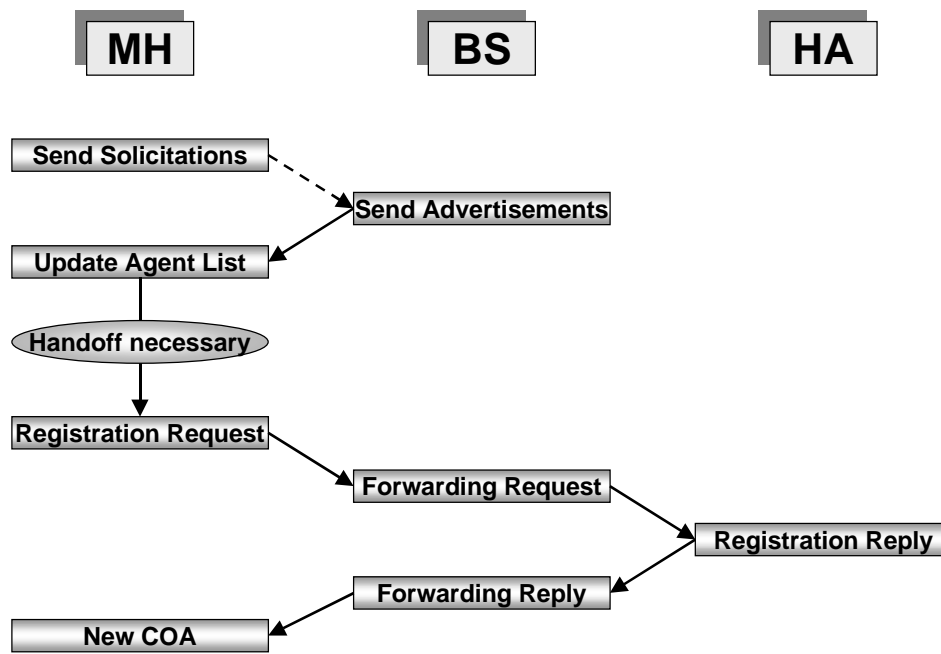 MH
BS
HA
Send Solicitations
Send Advertisements
Update Agent List
Handoff necessary
Registration Request
Forwarding Request
Registration Reply
Forwarding Reply
New COA